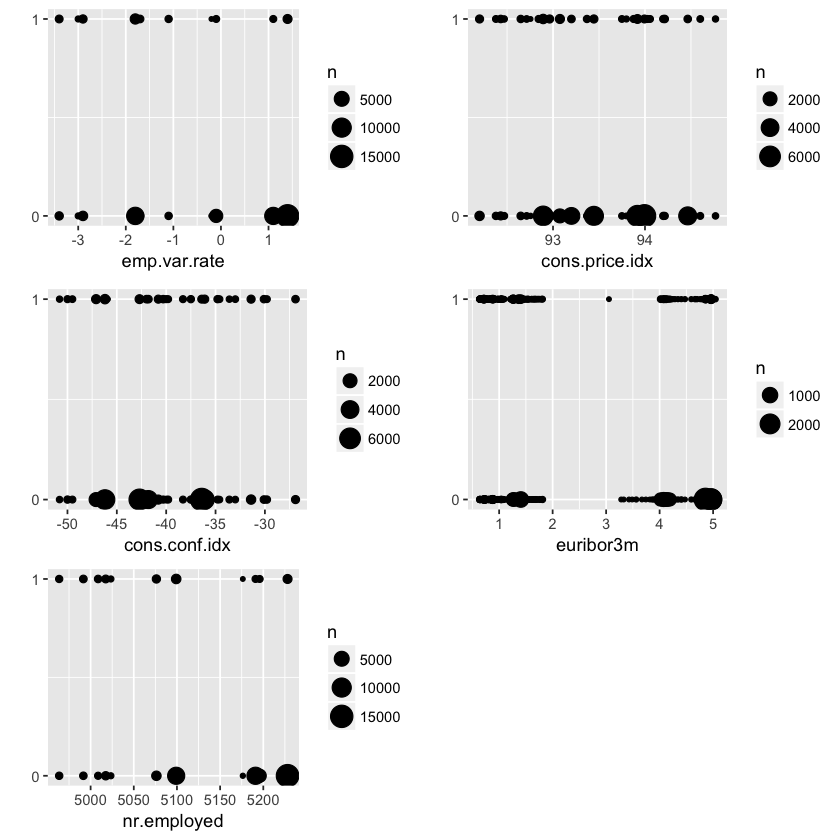 1
0
-3 -2 -1 0 1
emp.var.rate
n
5000
10000
15000
1
0
93 94
cons.price.idx
n
2000
4000
6000
1
0
-50 -45 -40 -35 -30
cons.conf.idx
n
2000
4000
6000
1
0
1 2 3 4 5
euribor3m
n
1000
2000
1
0
5000 5050 5100 5150 5200
nr.employed
n
5000
10000
15000